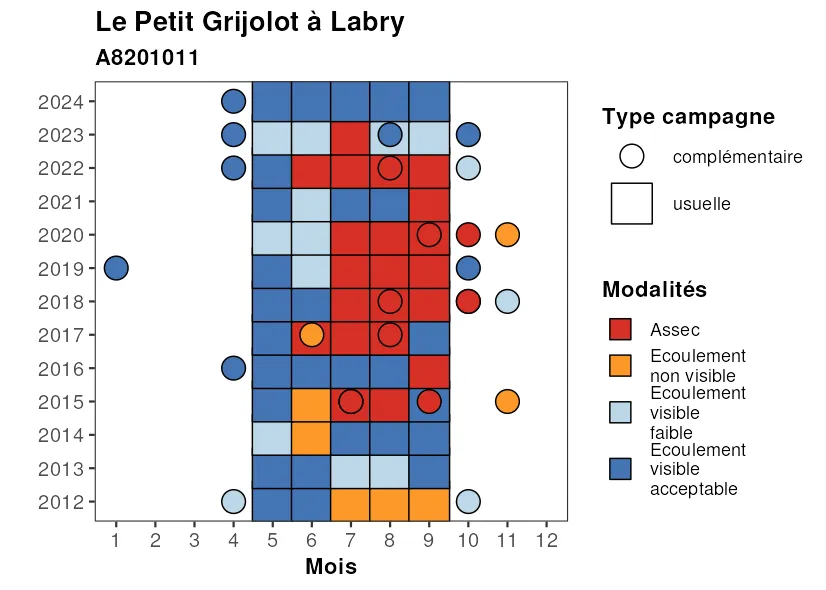 Le Petit Grijolot à Labry
A8201011
2024
2023
2022
2021
2020
2019
2018
2017
2016
2015
2014
2013
2012
1 2 3 4 5 6 7 8 9 10 11 12
Mois
Type campagne
complémentaire
usuelle
Modalités
Assec
Ecoulement
non visible
Ecoulement
visible
faible
Ecoulement
visible
acceptable